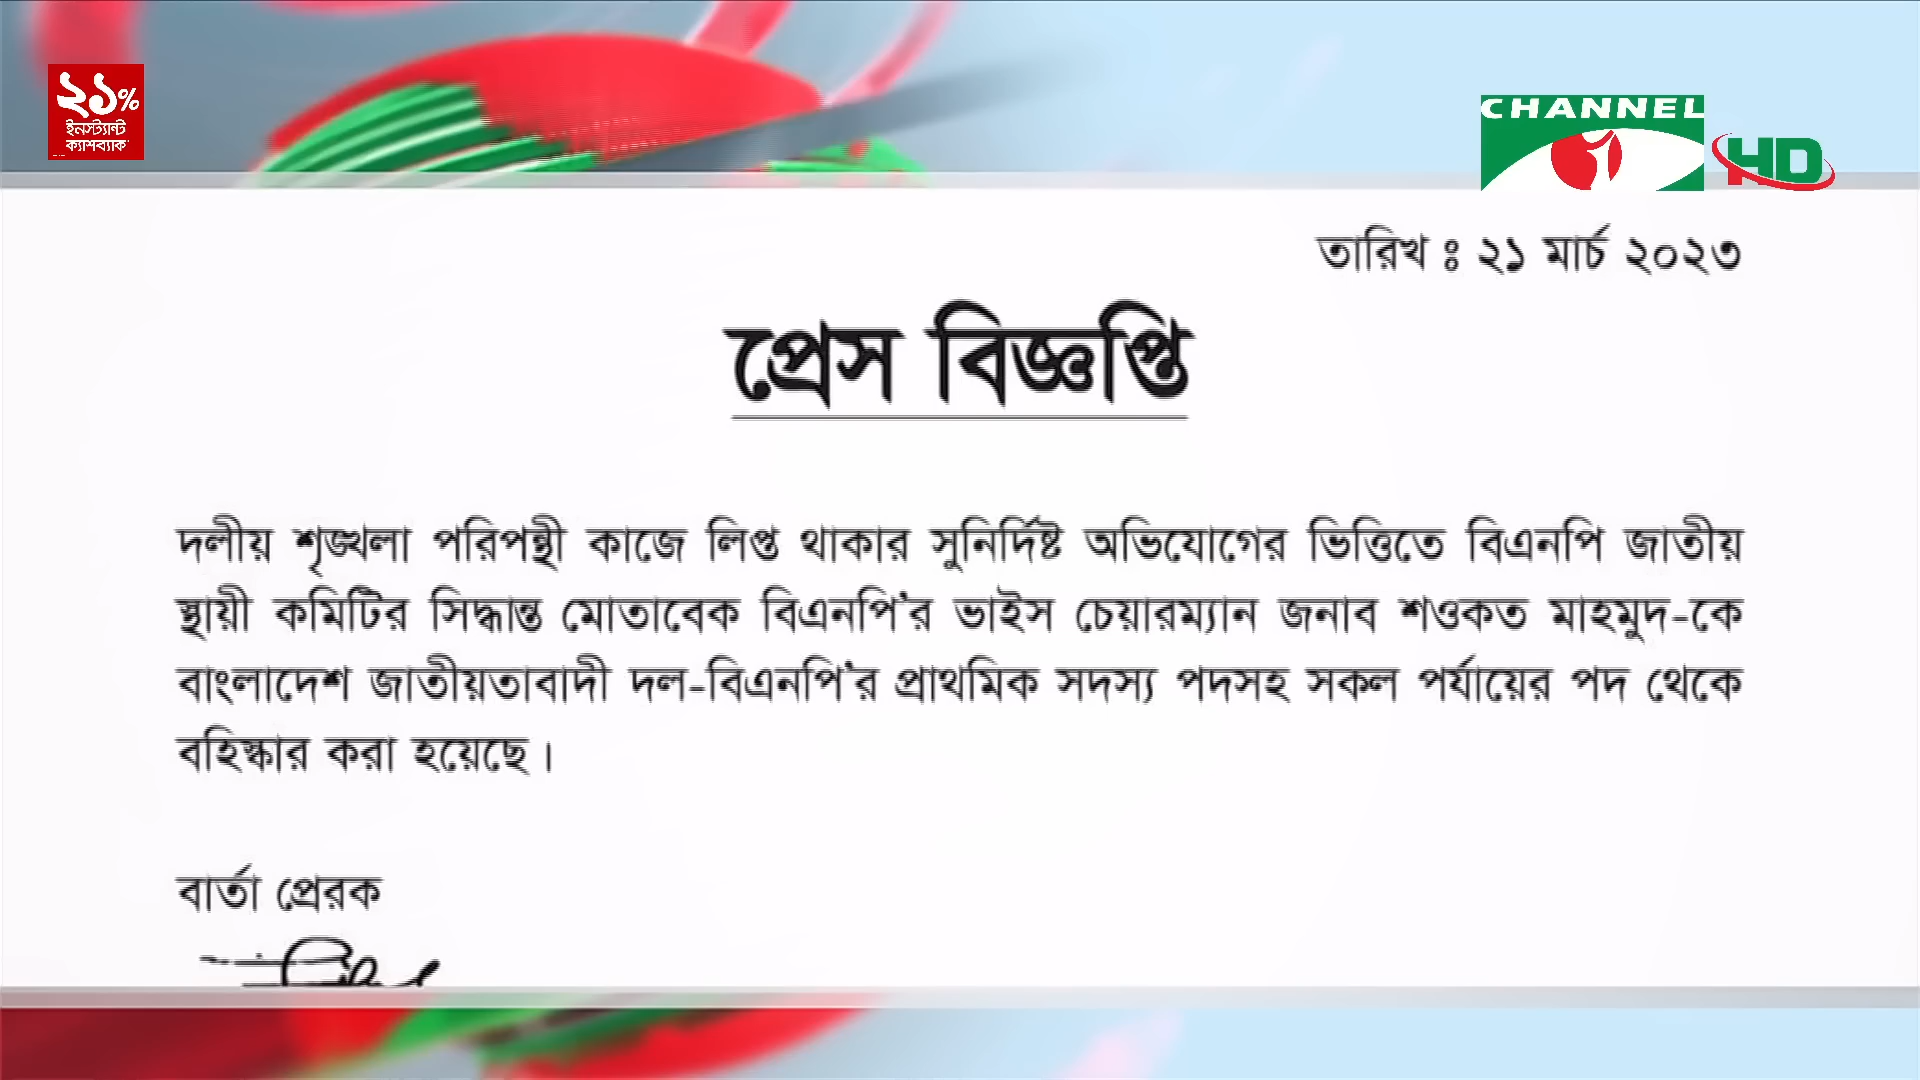 ২১%
ইনস্ট্যান্ট
ক্যাশব্যাক
CHANNEL
HD
তারিখ ঃ ২১ মার্চ ২০২৩
প্রেস বিজ্ঞপ্তি
দলীয় শৃঙ্খলা পরিপন্থী কাজে লিপ্ত থাকার সুনির্দিষ্ট অভিযোগের ভিত্তিতে বিএনপি জাতীয়
স্থায়ী কমিটির সিদ্ধান্ত মোতাবেক বিএনপি'র ভাইস চেয়ারম্যান জনাব শওকত মাহমুদ-কে
বাংলাদেশ জাতীয়তাবাদী দল-বিএনপি'র প্রাথমিক সদস্য পদসহ সকল পর্যায়ের পদ থেকে
বহিস্কার করা হয়েছে।
বার্তা প্রেরক